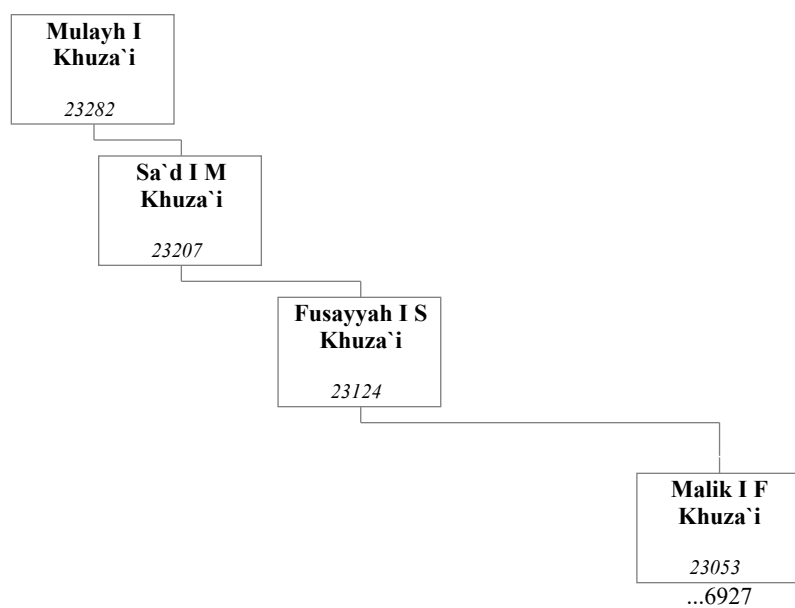 Mulayh I
Khuza`i
23282
Sa`d I M
Khuza`i
23207
Fusayyah I S
Khuza`i
23124
Malik I F
Khuza`i
23053
...6927